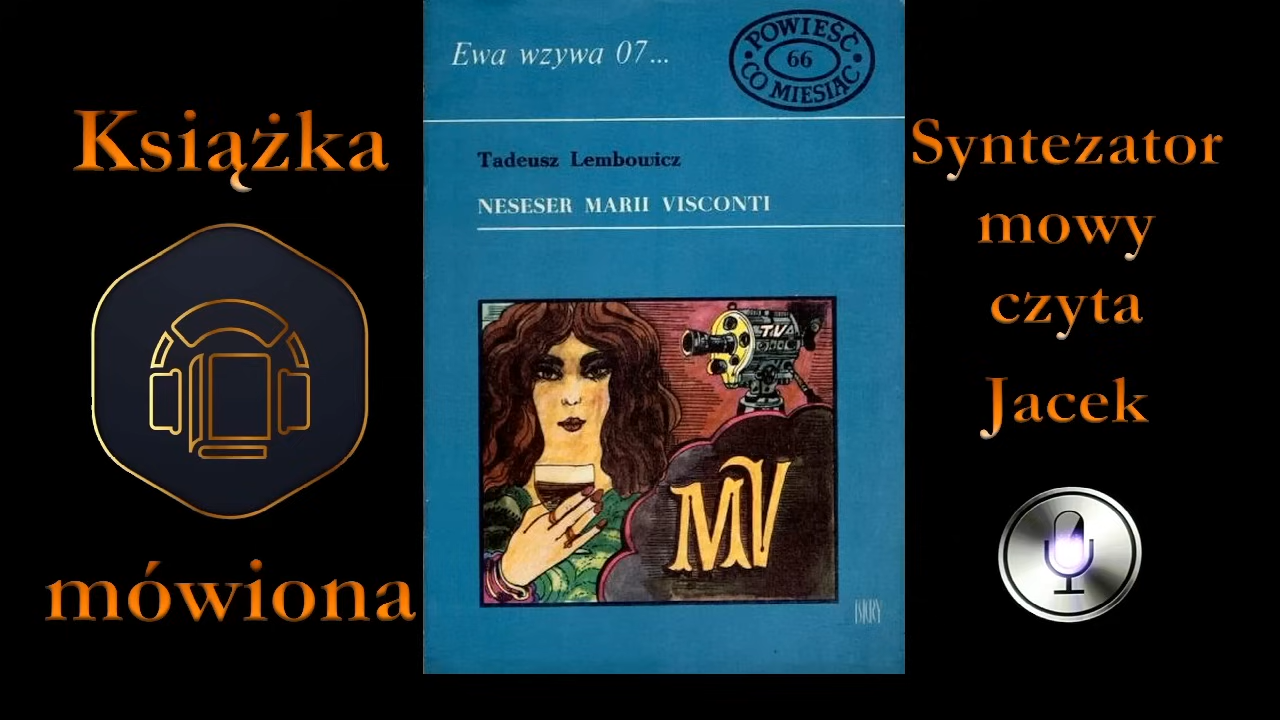 Książka
mówiona
Ewa wzywa 07...
POWIEŚĆ
66
CO MIESIĄC
Tadeusz Lembowicz
NESESER MARII VISCONTI
TV
MV
ISKRY
Syntezator
mowy
czyta
Jacek